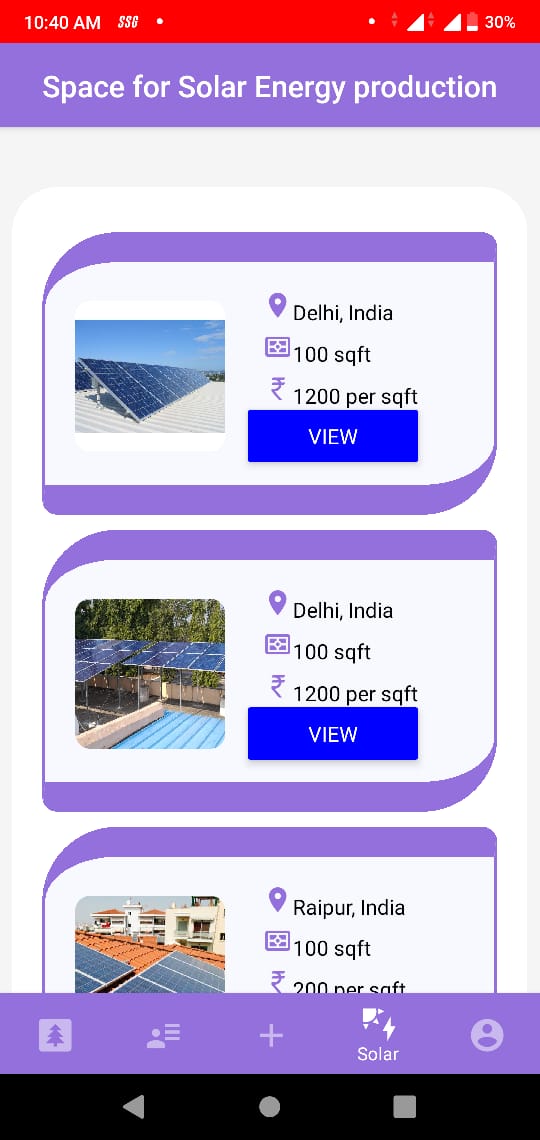 10:40 AM SSG 30%
Space for Solar Energy production
Delhi, India
100 sqft
₹ 1200 per sqft
VIEW
Delhi, India
100 sqft
₹ 1200 per sqft
VIEW
Raipur, India
100 sqft
₹ 200 per sqft
Solar